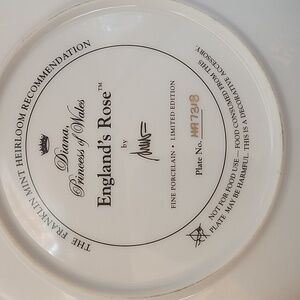 THE FRANKLIN MINT HEIRLOOM RECOMMENDATION
Diana,
Princess of Wales
England's Rose™
by
FINE PORCELAIN • LIMITED EDITION
Plate No. HA7318
NOT FOR FOOD USE... FOOD CONSUMED FROM THIS
PLATE MAY BE HARMFUL. THIS IS A DECORATIVE ACCESSORY.